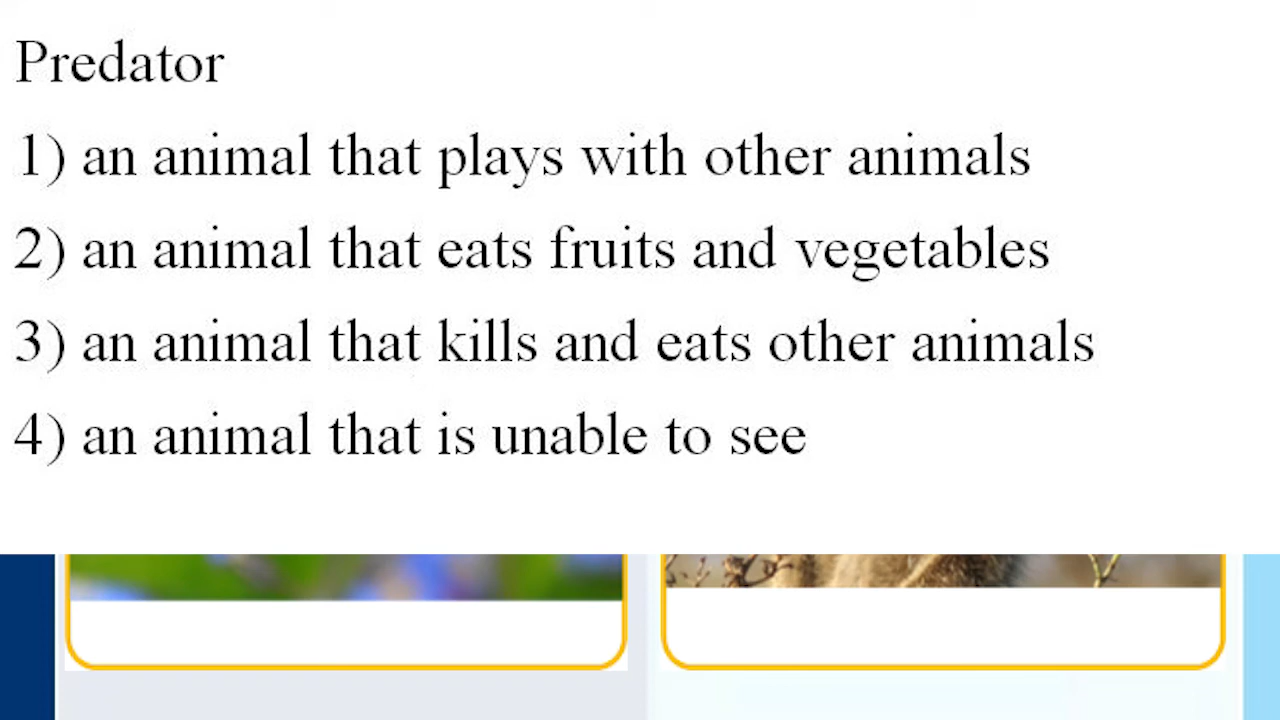 Predator
1) an animal that plays with other animals
2) an animal that eats fruits and vegetables
3) an animal that kills and eats other animals
4) an animal that is unable to see